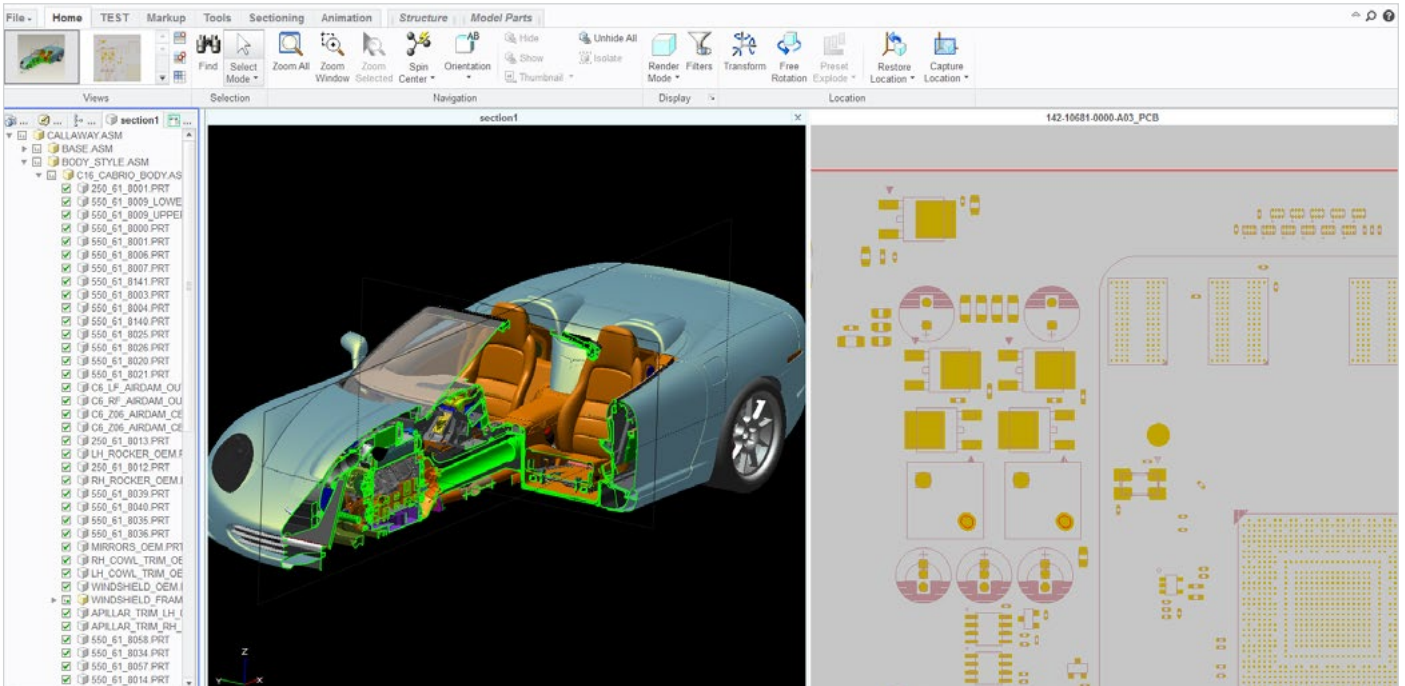 File Home TEST Markup Tools Sectioning Animation Structure Model Parts
Find Select Mode Zoom All Zoom Window Zoom Selected Spin Center Orientation Hide Show Thumbnail Unhide All Isolate Render Mode Filters Transform Free Rotation Preset Explode Restore Location Capture Location
Views Selection Navigation Display Location
section1
CALLAWAY.ASM
BASE.ASM
BODY_STYLE.ASM
C16_CABRIO_BODY.AS
250_61_8001.PRT
550_61_8009_LOWE
550_61_8009_UPPE
550_61_8000.PRT
550_61_8001.PRT
550_61_8006.PRT
550_61_8007.PRT
550_61_8141.PRT
550_61_8003.PRT
550_61_8004.PRT
550_61_8140.PRT
550_61_8025.PRT
550_61_8026.PRT
550_61_8020.PRT
550_61_8021.PRT
C6_LF_AIRDAM_OU
C6_RF_AIRDAM_OU
C6_Z06_AIRDAM_CE
C6_Z06_AIRDAM_CE
250_61_8013.PRT
LH_ROCKER_OEM.F
250_61_8012.PRT
RH_ROCKER_OEM.I
550_61_8039.PRT
550_61_8040.PRT
550_61_8035.PRT
550_61_8036.PRT
MIRRORS_OEM.PRT
RH_COWL_TRIM_OE
LH_COWL_TRIM_OE
WINDSHIELD_OEM.I
WINDSHIELD_FRAM
APILLAR_TRIM_LH_
APILLAR_TRIM_RH_
550_61_8058.PRT
550_61_8034.PRT
550_61_8057.PRT
550_61_8014.PRT
section1
Z
Y X
142-10681-0000-A03_PCB